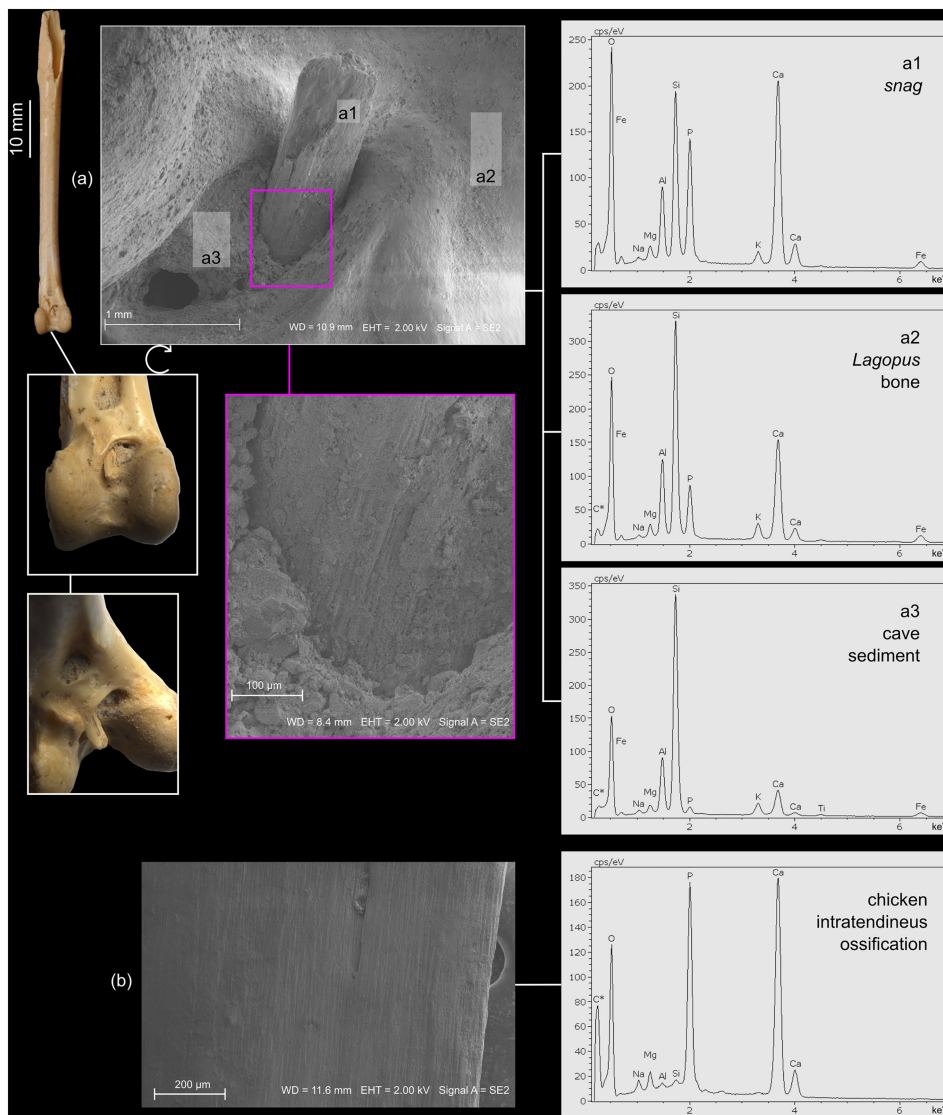 10 mm
(a)
a1
a2
a3
1 mm
WD = 10.9 mm EHT = 2.00 kV Signal A = SE2
100 µm
WD = 8.4 mm EHT = 2.00 kV Signal A = SE2
cps/eV
250
200
150
100
50
0
O
Fe
Na
Mg
Al
Si
P
K
Ca
Ca
Fe
2
4
6
keV
a1
snag
cps/eV
300
250
200
150
100
50
0
C*
O
Fe
Na
Mg
Al
Si
P
K
Ca
Ca
Fe
2
4
6
keV
a2
Lagopus
bone
cps/eV
350
300
250
200
150
100
50
0
C*
O
Fe
Na
Mg
Al
Si
P
K
Ca
Ca
Ti
Fe
2
4
6
keV
a3
cave
sediment
(b)
200 µm
WD = 11.6 mm EHT = 2.00 kV Signal A = SE2
cps/eV
180
160
140
120
100
80
60
40
20
0
C*
O
Na
Mg
Al
Si
P
Ca
Ca
2
4
6
keV
chicken
intratendineus
ossification